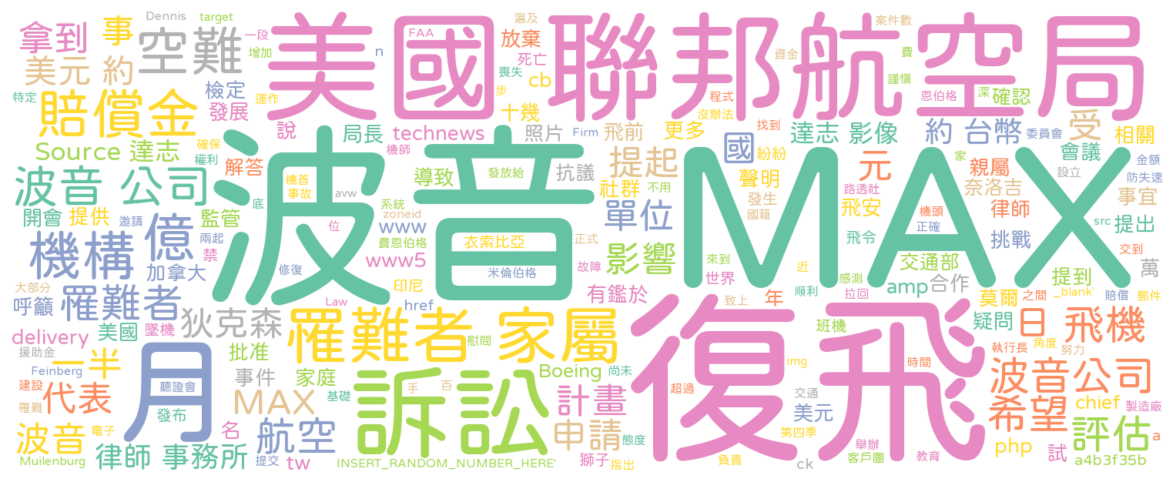 Dennis target 一段 FAA 遍及 案件數
拿到 事 空難 美國聯邦航空局
增加 n 喪失 放棄 死亡 資金 費
美元 約 檢定 cb 步 謹慎
特定 運作 發展 十幾 程式 沒辦法 恩伯格 深 確認
賠償金 說 局長 technews 照片 Firm 飛前 更多 找到 達志 影像 約 台幣 委員會 受 相關
Source 達志 確保 機師 解答 導致 抗議 提起 國 紛紛 聲明 元 親屬 家 會議 金額
波音 公司 權利 機首 事故 avw 發放給 社群 不用 發生 路透社 奈洛吉 設立 防失速 事宜
波音 MAX
開會 提供 邀請 監管 底 系統 zoneid 單位 國籍 飛安 機頭 律師 src 提出
機構 億 兩起 禁 位 www 費恩伯格 衣索比亞 正式 飛令 正確 挑戰 交到
加拿大 www5 米倫伯格 故障 影響 來到 世界 近 感測 交通部 提到 萬
大部分 修復 印尼 有鑑於 年 順利 拉回 amp 合作 _blank' 賠償 郵件
呼籲 罹難者 狄克森 Law href 致上 莫爾 之間
delivery 美國 墜機 罹難者 家屬 慰問 復飛 班機 疑問 日 飛機
援助金 一半 批准 img 時間 執行長 角度 努力
Feinberg 月 事件 家庭 訴訟 Boeing 尚未 超過 波音公司
建設 聽證會 基礎 手 百 計畫 交通
代表 發布 MAX 美元 希望 chief 製造廠
罹難 電子 名 航空 申請 態度 第四季 舉辦 評估 a
波音 律師 事務所 獅子 客戶團 php 試
Muilenburg 提交 tw INSERT_RANDOM_NUMBER_HERE' 指出 負責 ck 教育 a4b3f35b